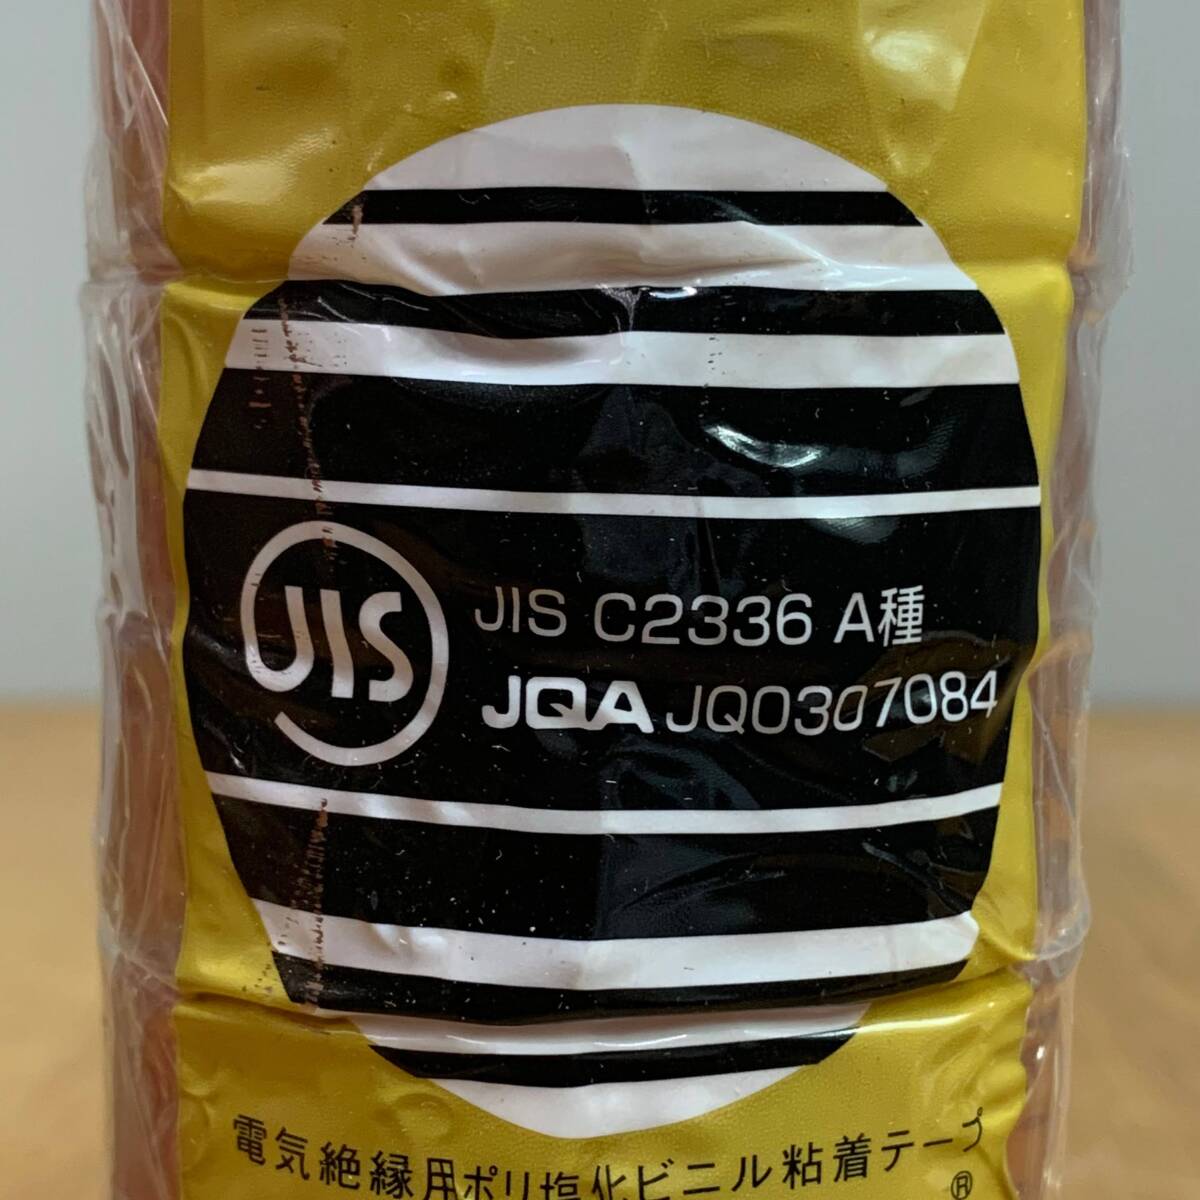 JIS
JIS C2336 A種
JQA JQ0307084
電気絶縁用ポリ塩化ビニル粘着テープ
®